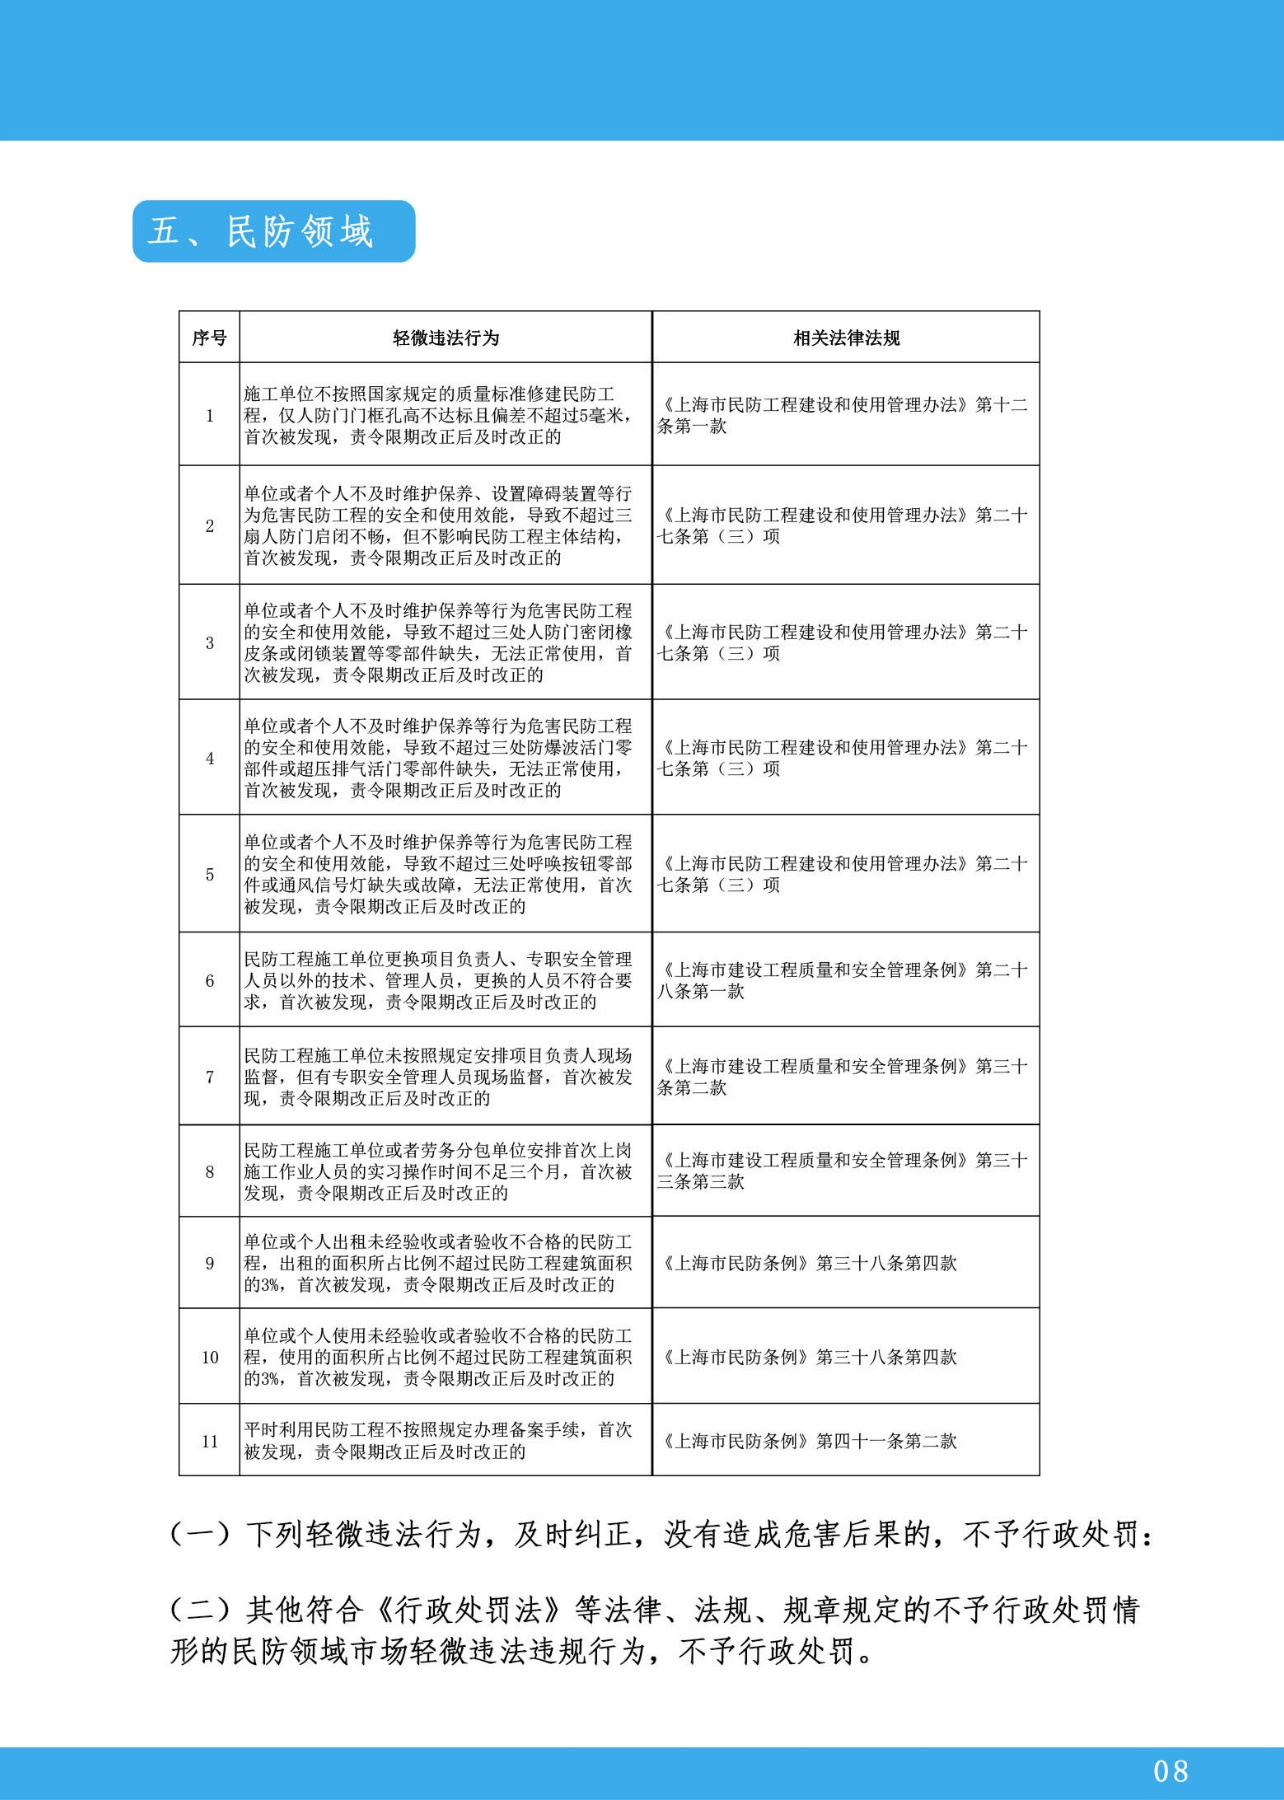 五、民防领域
序号
轻微违法行为
相关法律法规
1
施工单位不按照国家规定的质量标准修建民防工
程，仅人防门门框孔高不达标且偏差不超过5毫米，
首次被发现，责令限期改正后及时改正的
《上海市民防工程建设和使用管理办法》第十二
条第一款
2
单位或者个人不及时维护保养、设置障碍装置等行
为危害民防工程的安全和使用效能，导致不超过三
扇人防门启闭不畅，但不影响民防工程主体结构，
首次被发现，责令限期改正后及时改正的
《上海市民防工程建设和使用管理办法》第二十
七条第（三）项
3
单位或者个人不及时维护保养等行为危害民防工程
的安全和使用效能，导致不超过三处人防门密闭橡
皮条或闭锁装置等零部件缺失，无法正常使用，首
次被发现，责令限期改正后及时改正的
《上海市民防工程建设和使用管理办法》第二十
七条第（三）项
4
单位或者个人不及时维护保养等行为危害民防工程
的安全和使用效能，导致不超过三处防爆波活门零
部件或超压排气活门零部件缺失，无法正常使用，
首次被发现，责令限期改正后及时改正的
《上海市民防工程建设和使用管理办法》第二十
七条第（三）项
5
单位或者个人不及时维护保养等行为危害民防工程
的安全和使用效能，导致不超过三处呼唤按钮零部
件或通风信号灯缺失或故障，无法正常使用，首次
被发现，责令限期改正后及时改正的
《上海市民防工程建设和使用管理办法》第二十
七条第（三）项
6
民防工程施工单位更换项目负责人、专职安全管理
人员以外的技术、管理人员，更换的人员不符合要
求，首次被发现，责令限期改正后及时改正的
《上海市建设工程质量和安全管理条例》第二十
八条第一款
7
民防工程施工单位未按照规定安排项目负责人现场
监督，但有专职安全管理人员现场监督，首次被发
现，责令限期改正后及时改正的
《上海市建设工程质量和安全管理条例》第三十
条第二款
8
民防工程施工单位或者劳务分包单位安排首次上岗
施工作业人员的实习操作时间不足三个月，首次被
发现，责令限期改正后及时改正的
《上海市建设工程质量和安全管理条例》第三十
三条第三款
9
单位或个人出租未经验收或者验收不合格的民防工
程，出租的面积所占比例不超过民防工程建筑面积
的3%，首次被发现，责令限期改正后及时改正的
《上海市民防条例》第三十八条第四款
10
单位或个人使用未经验收或者验收不合格的民防工
程，使用的面积所占比例不超过民防工程建筑面积
的3%，首次被发现，责令限期改正后及时改正的
《上海市民防条例》第三十八条第四款
11
平时利用民防工程不按照规定办理备案手续，首次
被发现，责令限期改正后及时改正的
《上海市民防条例》第四十一条第二款
（一）下列轻微违法行为，及时纠正，没有造成危害后果的，不予行政处罚：
（二）其他符合《行政处罚法》等法律、法规、规章规定的不予行政处罚情
形的民防领域市场轻微违法违规行为，不予行政处罚。
08